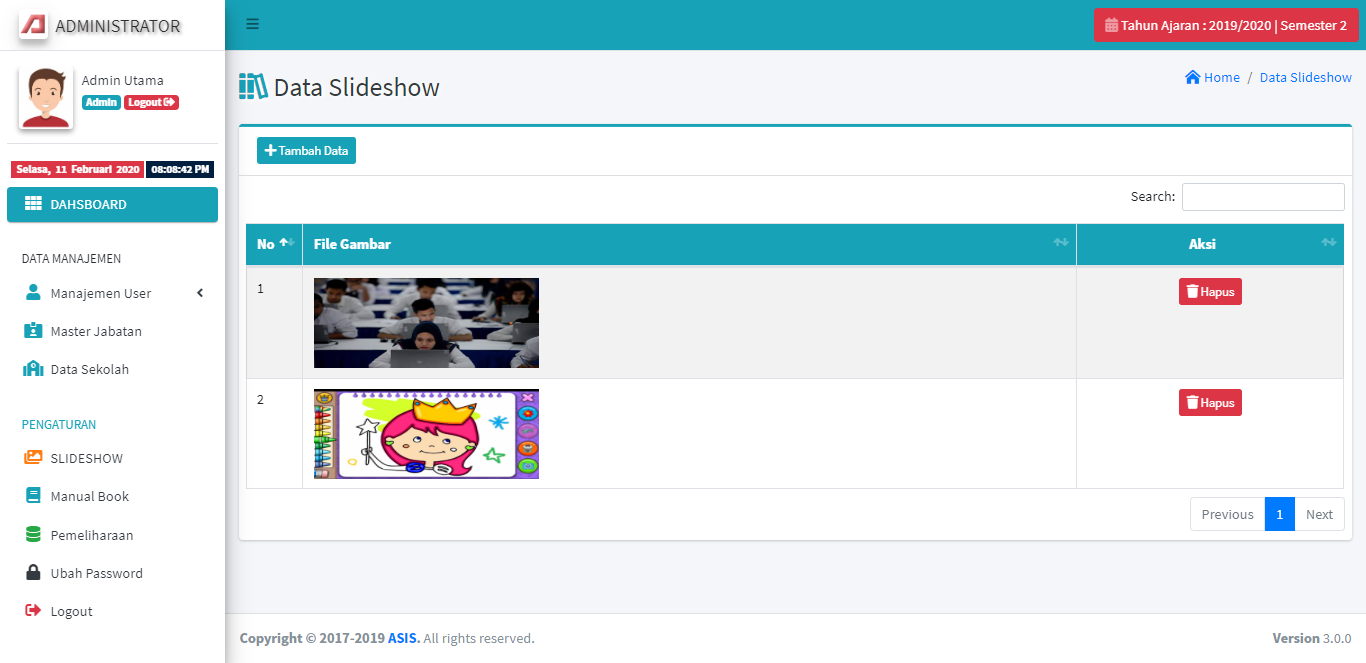 ADMINISTRATOR
Tahun Ajaran : 2019/2020 | Semester 2
Admin Utama
Admin Logout
Selasa, 11 Februari 2020 08:08:42 PM
DAHSBOARD
DATA MANAJEMEN
Manajemen User
Master Jabatan
Data Sekolah
PENGATURAN
SLIDESHOW
Manual Book
Pemeliharaan
Ubah Password
Logout
Data Slideshow
Home / Data Slideshow
Tambah Data
Search:
No File Gambar Aksi
1 Hapus
2 Hapus
Previous 1 Next
Copyright © 2017-2019 ASIS. All rights reserved.
Version 3.0.0